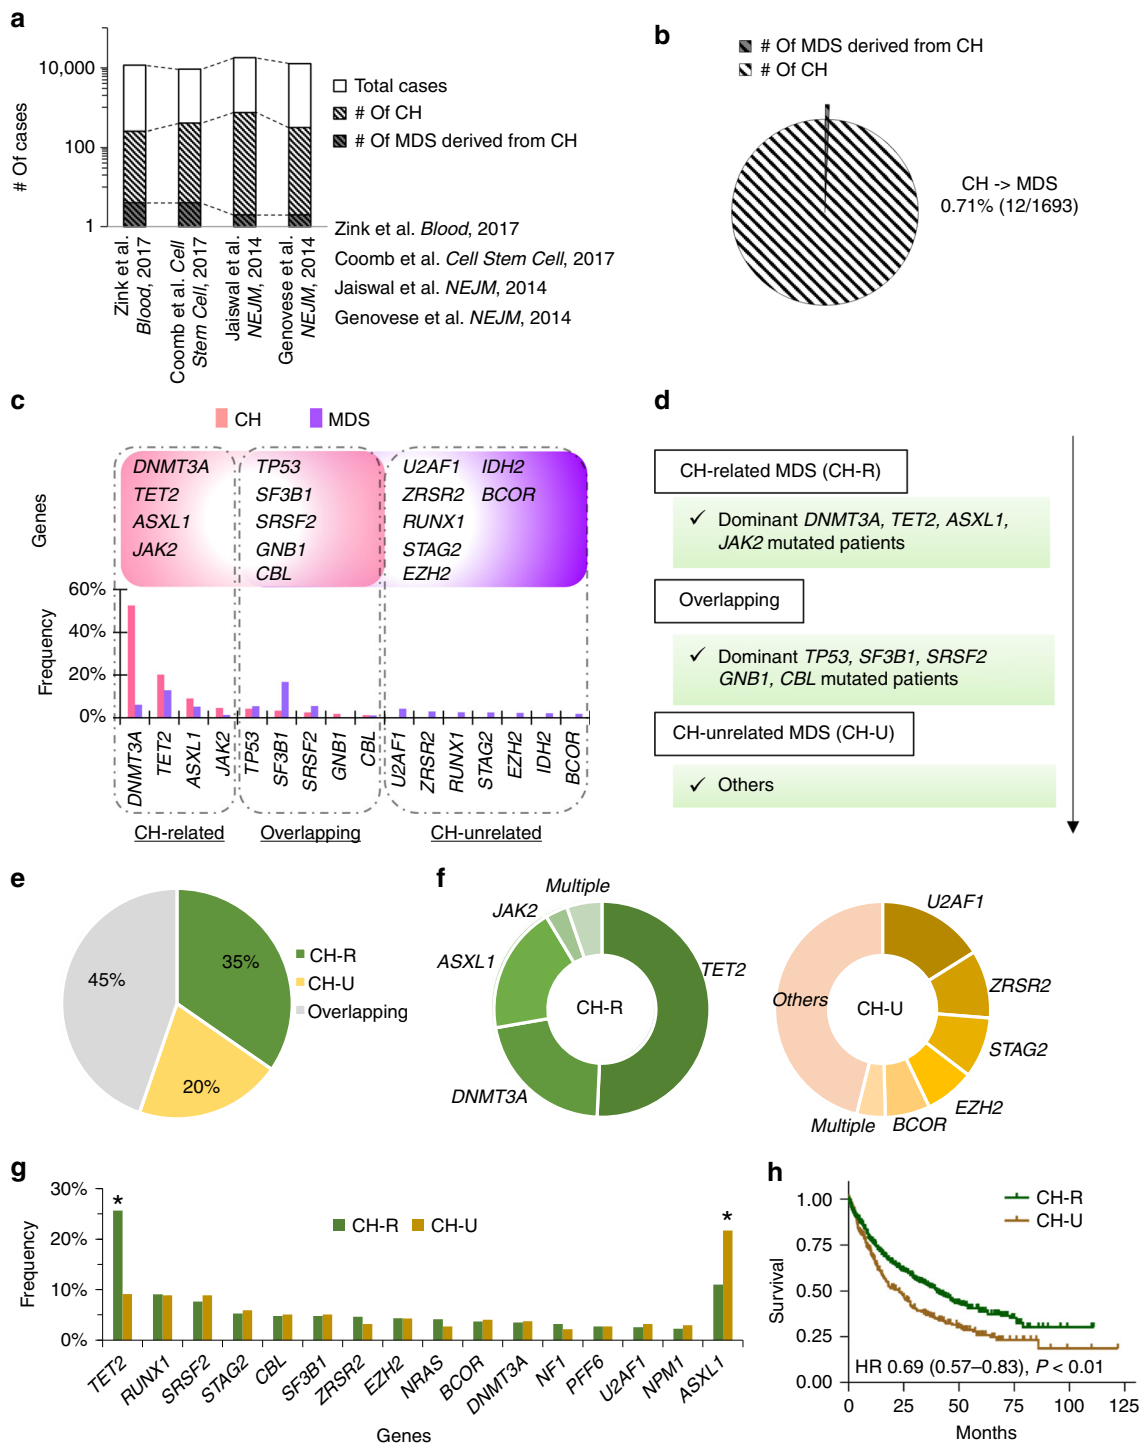 a
# Of cases
10,000
100
1
Total cases
# Of CH
# Of MDS derived from CH
Zink et al.
Blood, 2017
Coomb et al. Cell
Stem Cell, 2017
Jaiswal et al.
NEJM, 2014
Genovese et al.
NEJM, 2014
Zink et al. Blood, 2017
Coomb et al. Cell Stem Cell, 2017
Jaiswal et al. NEJM, 2014
Genovese et al. NEJM, 2014
b
# Of MDS derived from CH
# Of CH
CH -> MDS
0.71% (12/1693)
c
CH
MDS
Genes
DNMT3A
TET2
ASXL1
JAK2
TP53
SF3B1
SRSF2
GNB1
CBL
U2AF1
ZRSR2
RUNX1
STAG2
EZH2
IDH2
BCOR
Frequency
60%
40%
20%
0%
DNMT3A
TET2
ASXL1
JAK2
TP53
SF3B1
SRSF2
GNB1
CBL
U2AF1
ZRSR2
RUNX1
STAG2
EZH2
IDH2
BCOR
CH-related
Overlapping
CH-unrelated
d
CH-related MDS (CH-R)
✓ Dominant DNMT3A, TET2, ASXL1,
JAK2 mutated patients
Overlapping
✓ Dominant TP53, SF3B1, SRSF2
GNB1, CBL mutated patients
CH-unrelated MDS (CH-U)
✓ Others
e
45%
35%
20%
CH-R
CH-U
Overlapping
f
Multiple
JAK2
ASXL1
DNMT3A
TET2
CH-R
U2AF1
ZRSR2
STAG2
EZH2
BCOR
Multiple
Others
CH-U
g
Frequency
30%
20%
10%
0%
*
*
CH-R
CH-U
TET2
RUNX1
SRSF2
STAG2
CBL
SF3B1
ZRSR2
EZH2
NRAS
BCOR
DNMT3A
NF1
PFF6
U2AF1
NPM1
ASXL1
Genes
h
Survival
1.00
0.75
0.50
0.25
0.00
CH-R
CH-U
HR 0.69 (0.57–0.83), P < 0.01
0
25
50
75
100
125
Months